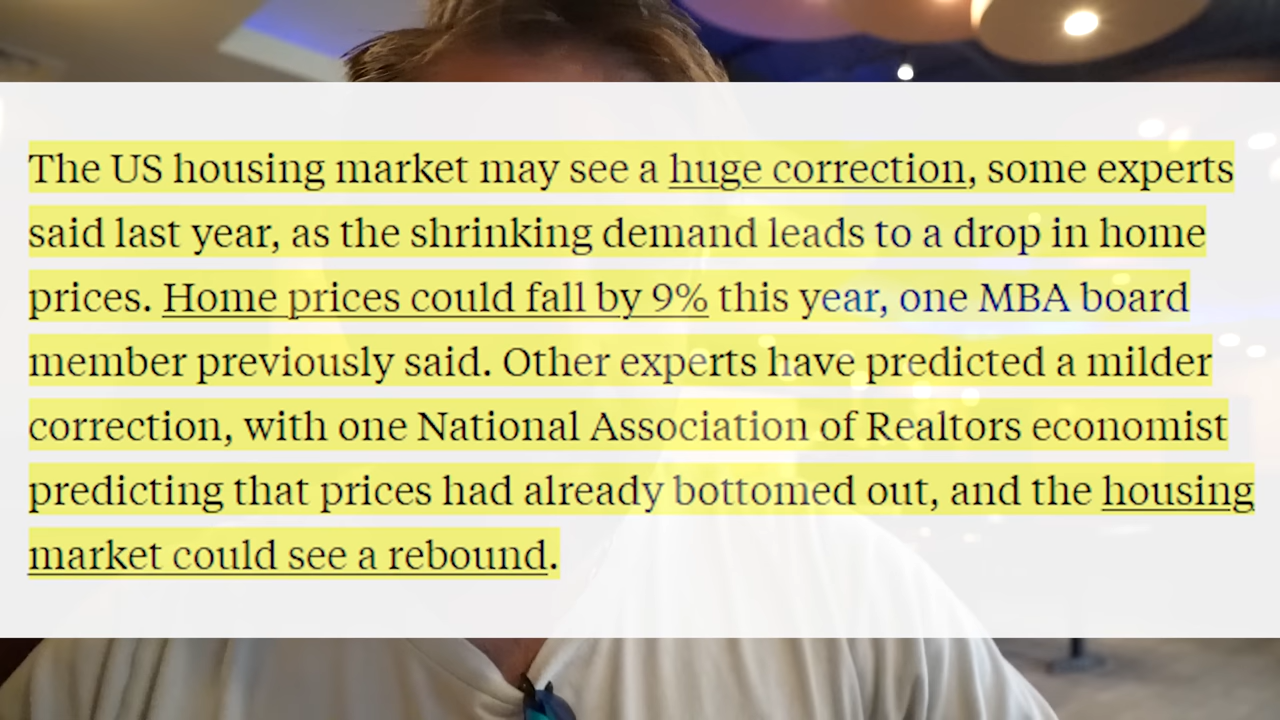 The US housing market may see a huge correction, some experts
said last year, as the shrinking demand leads to a drop in home
prices. Home prices could fall by 9% this year, one MBA board
member previously said. Other experts have predicted a milder
correction, with one National Association of Realtors economist
predicting that prices had already bottomed out, and the housing
market could see a rebound.